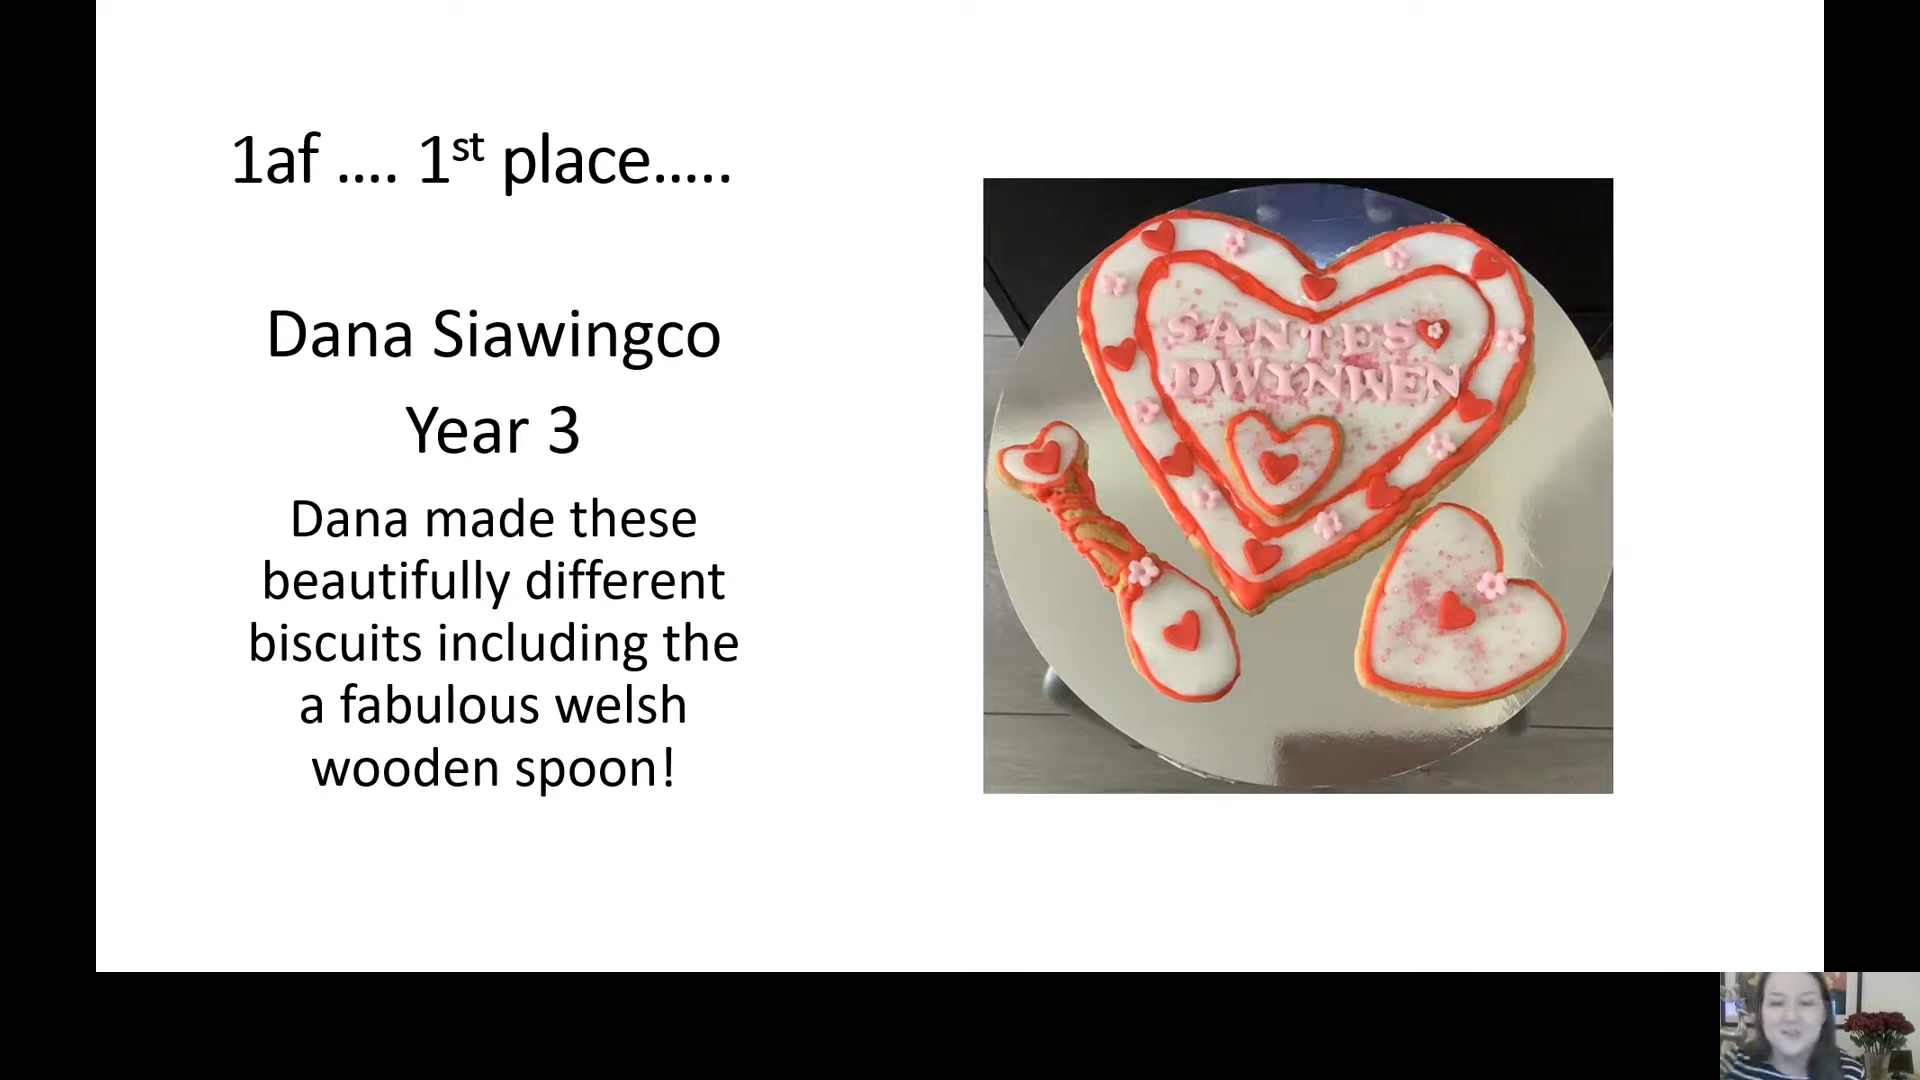 1af .... 1st place.....
Dana Siawingco
Year 3
Dana made these
beautifully different
biscuits including the
a fabulous welsh
wooden spoon!
SANTES
DWYNWEN